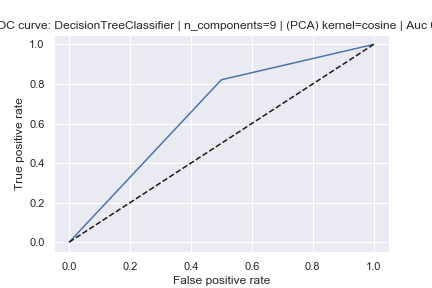 OC curve: DecisionTreeClassifier | n_components=9 | (PCA) kernel=cosine | Auc
1.0
0.8
0.6
0.4
0.2
0.0
True positive rate
0.0 0.2 0.4 0.6 0.8 1.0
False positive rate